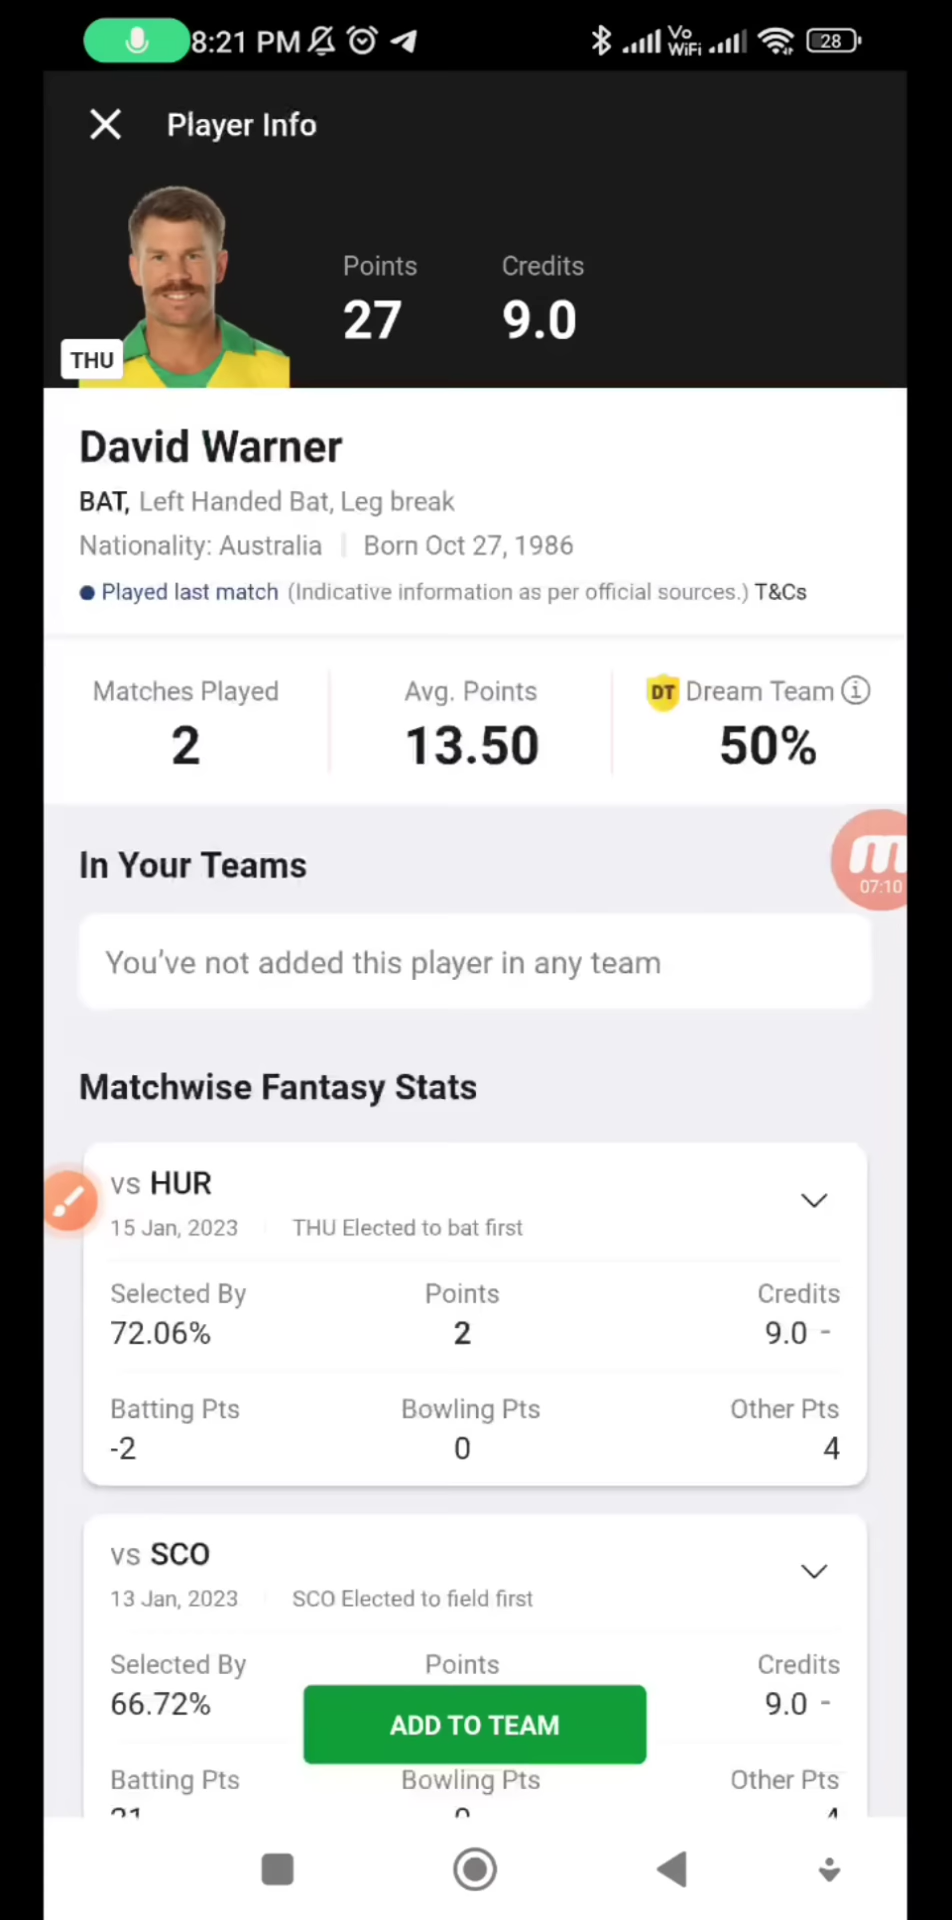 8:21 PM
Vo
WiFi
28
Player Info
Points
Credits
27
9.0
THU
David Warner
BAT, Left Handed Bat, Leg break
Nationality: Australia Born Oct 27, 1986
Played last match (Indicative information as per official sources.) T&Cs
Matches Played
Avg. Points
DT Dream Team
2
13.50
50%
In Your Teams
07:10
You've not added this player in any team
Matchwise Fantasy Stats
vs HUR
15 Jan, 2023 THU Elected to bat first
Selected By Points Credits
72.06% 2 9.0 -
Batting Pts Bowling Pts Other Pts
-2 0 4
vs SCO
13 Jan, 2023 SCO Elected to field first
Selected By Points Credits
66.72% 9.0 -
ADD TO TEAM
Batting Pts Bowling Pts Other Pts